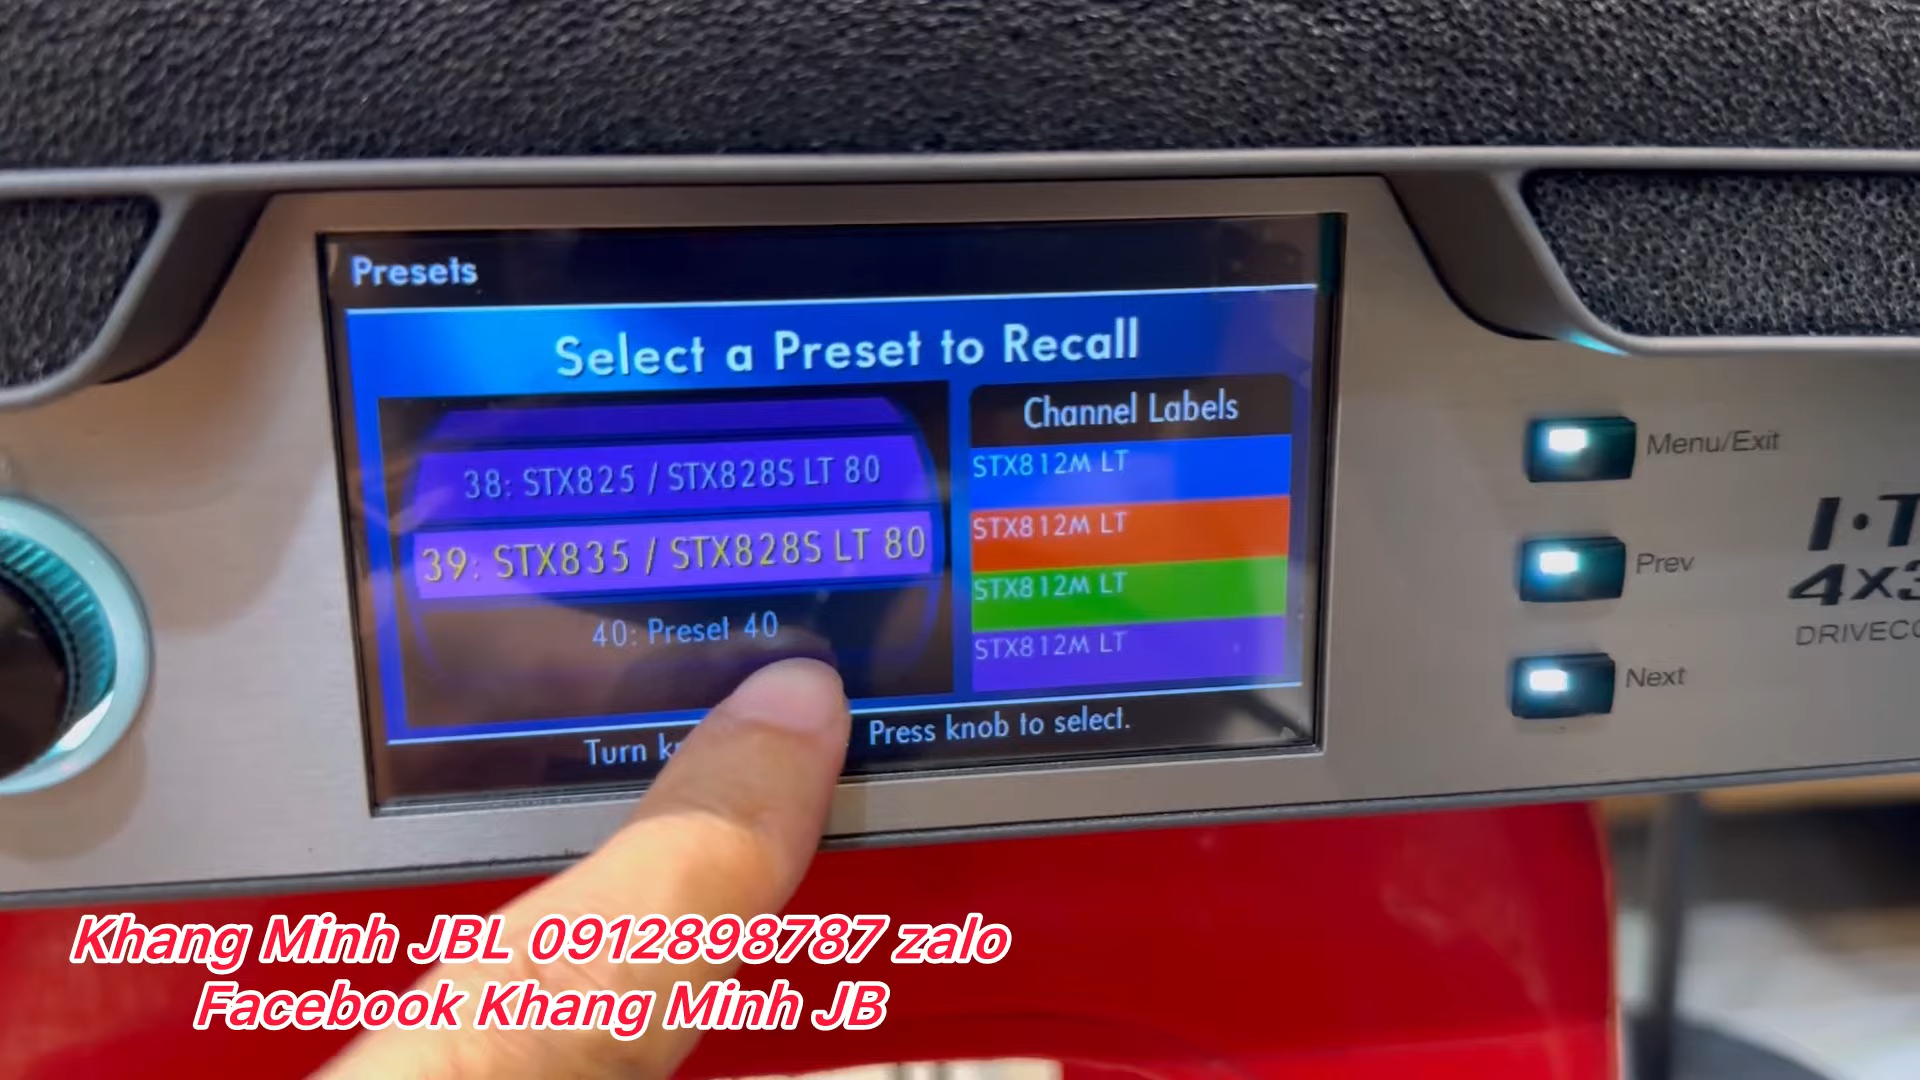 Presets
Select a Preset to Recall
38: STX825 / STX828S LT 80
39: STX835 / STX828S LT 80
40: Preset 40
Channel Labels
STX812M LT
STX812M LT
STX812M LT
STX812M LT
Turn
Press knob to select.
Menu/Exit
Prev
Next
Khang Minh JBL 0912898787 zalo
Facebook Khang Minh JB